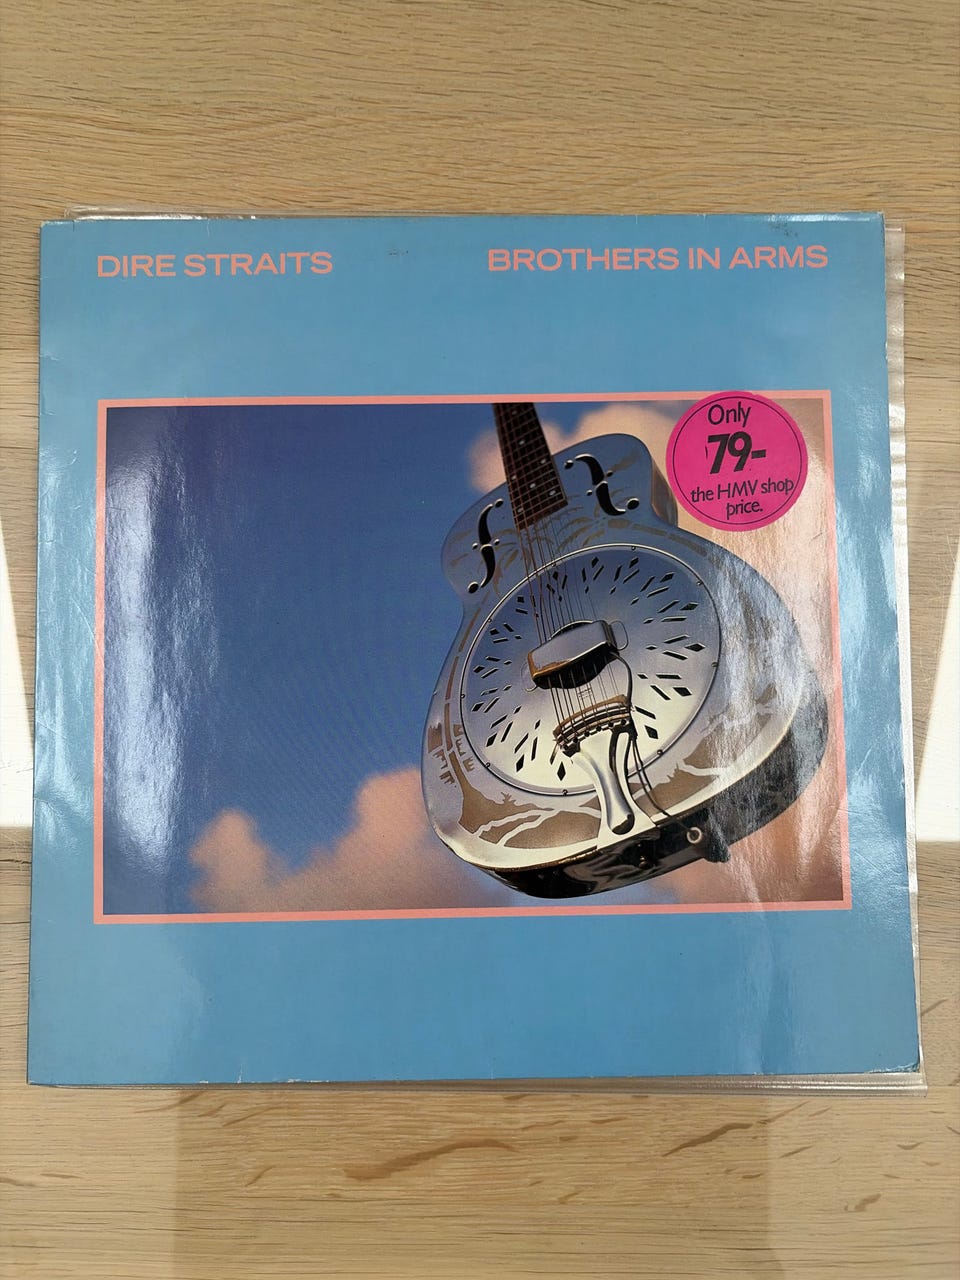 DIRE STRAITS
BROTHERS IN ARMS
Only
79-
the HMV shop
price.